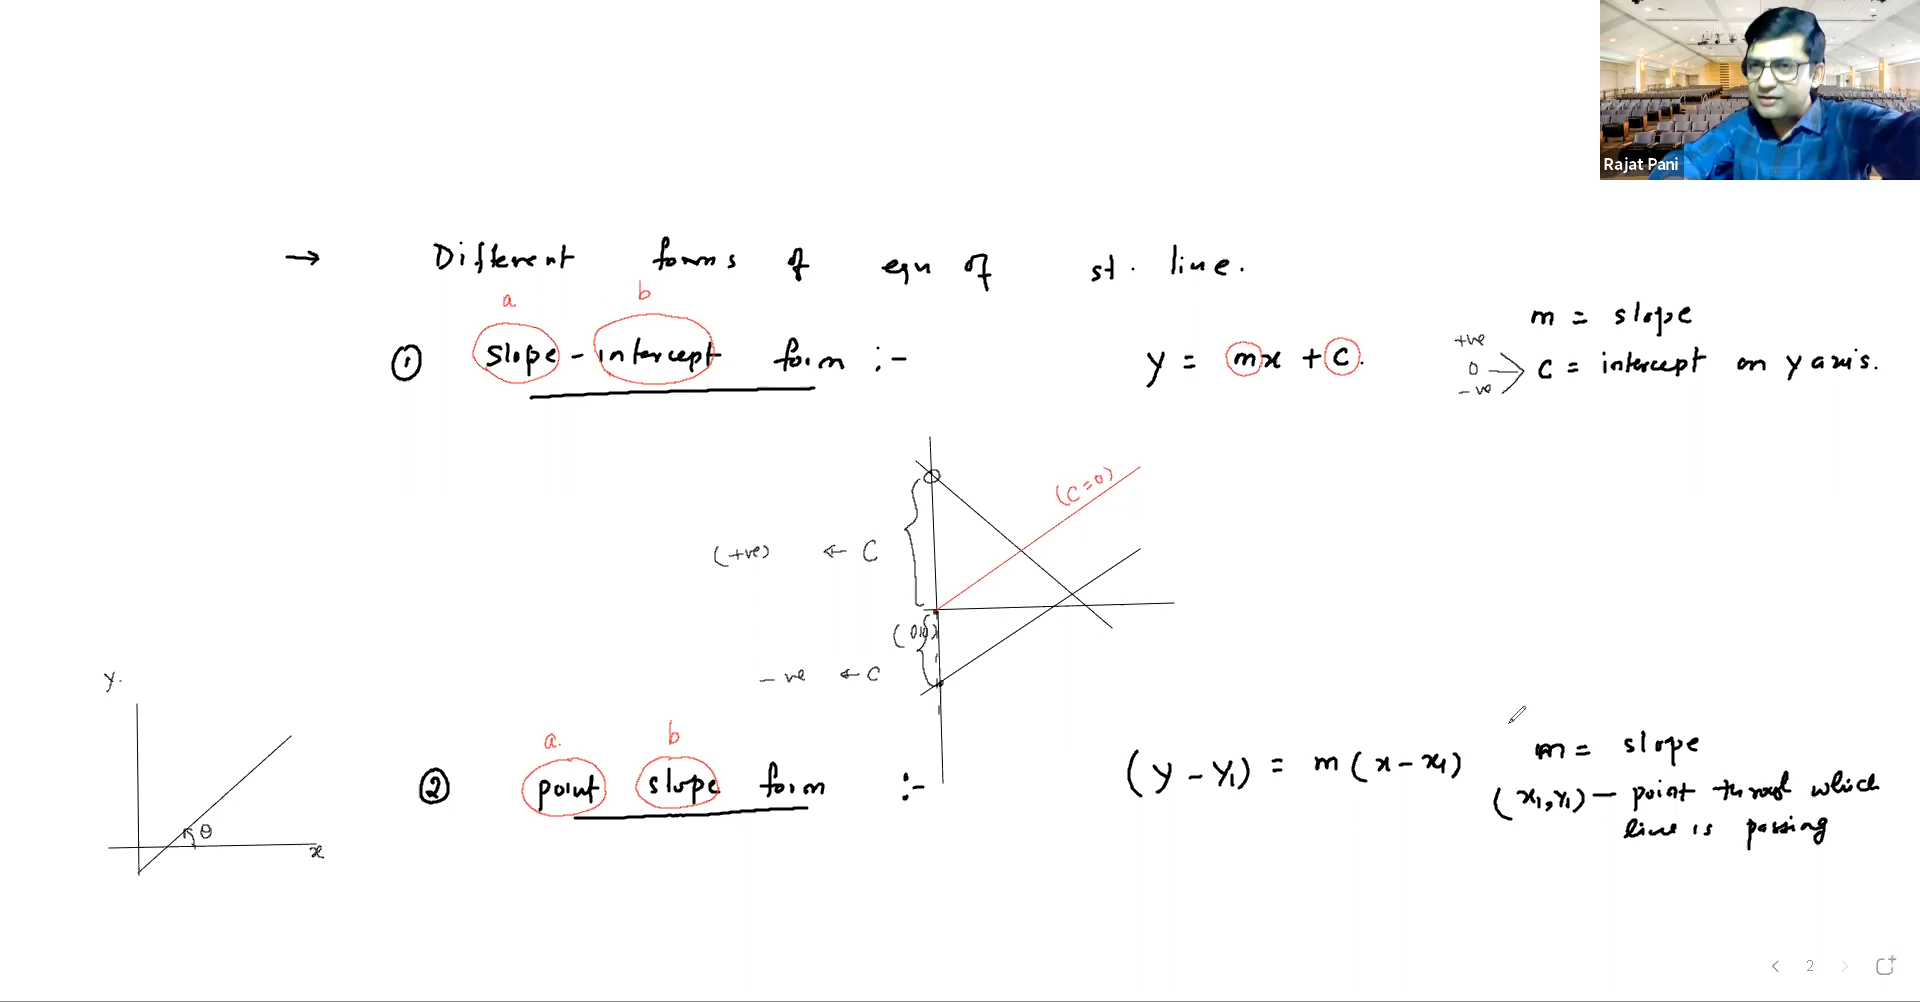 Rajat Pani
→ Different forms of eqn of st. line.
a b
① slope - intercept form :-
y = mx + c.
m = slope
+ve
0
-ve
c = intercept on y axis.
(c=0)
(+ve) ← C
(0,0)
-ve ← C
y.
θ
x
a. b
② point slope form :-
(y - y₁) = m (x - x₁)
m = slope
(x₁, y₁) — point through which
line is passing
2